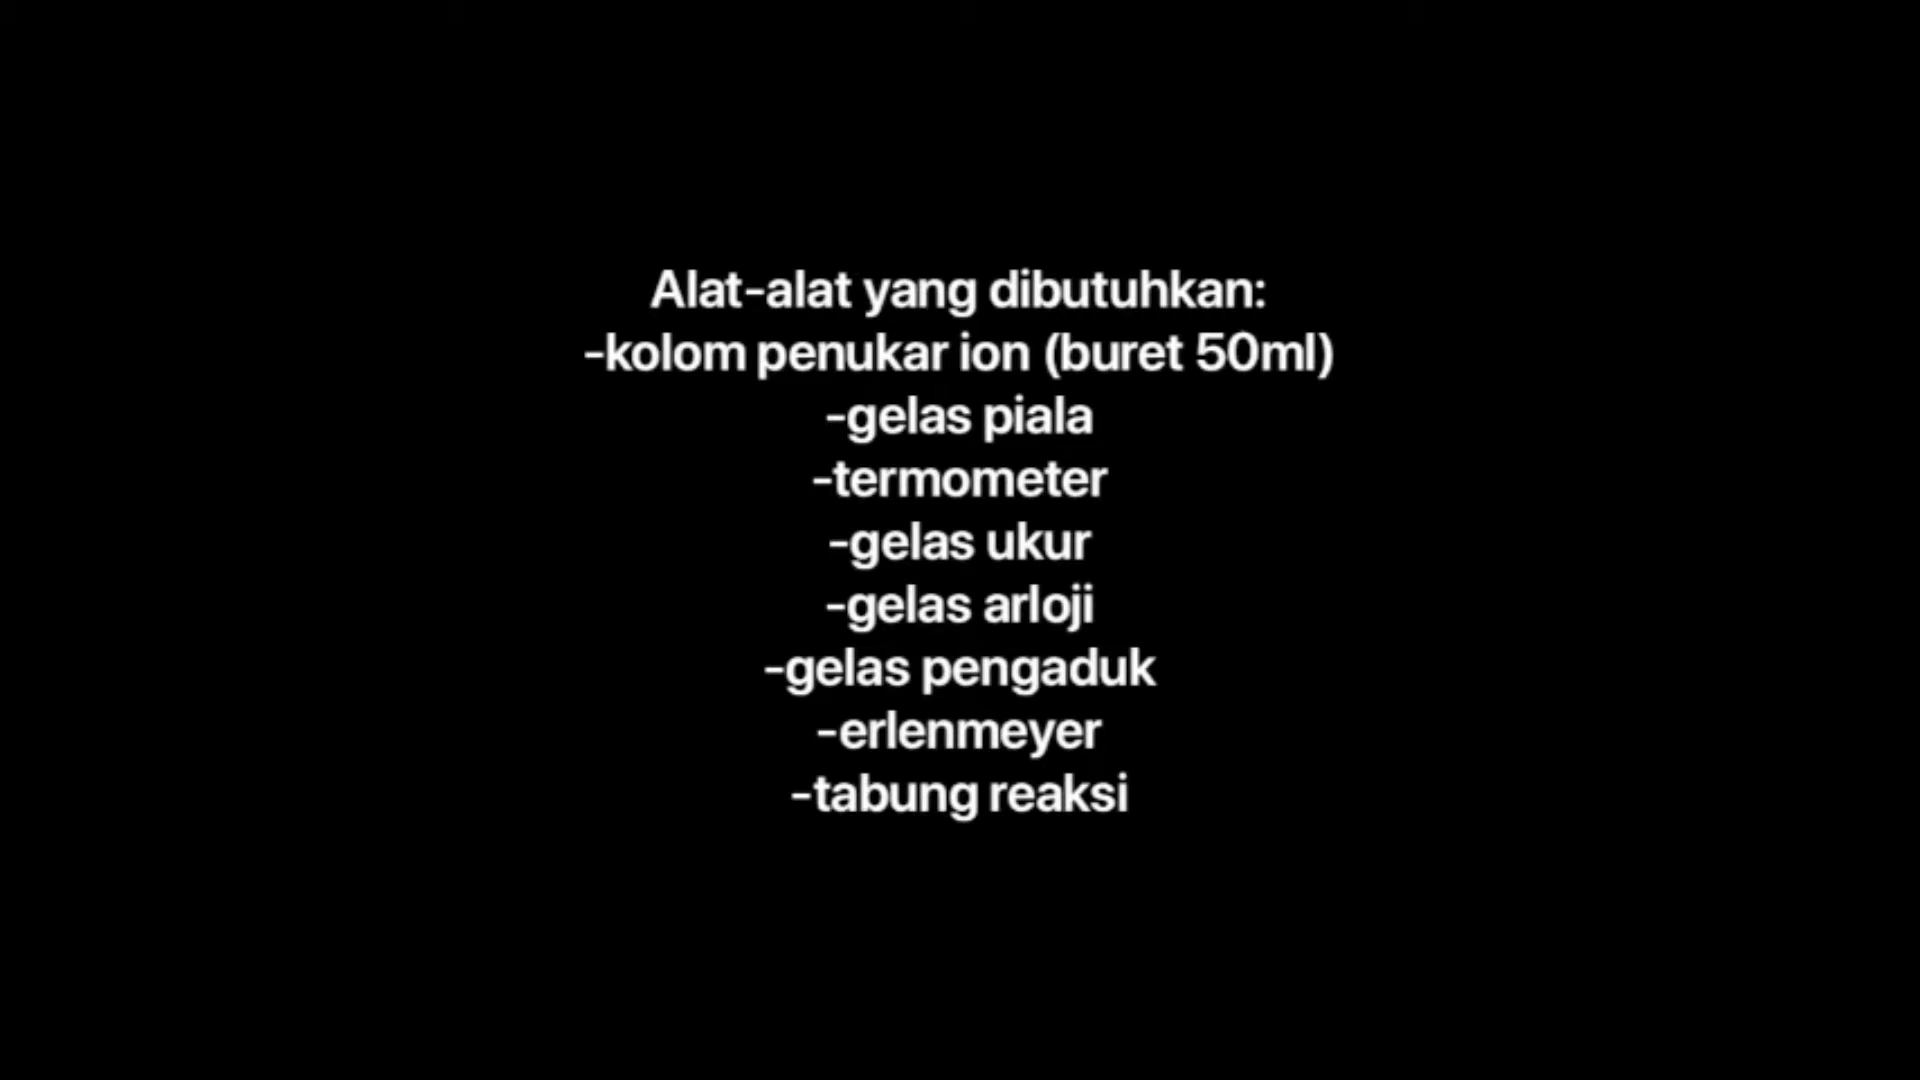 Alat-alat yang dibutuhkan:
-kolom penukar ion (buret 50ml)
-gelas piala
-termometer
-gelas ukur
-gelas arloji
-gelas pengaduk
-erlenmeyer
-tabung reaksi